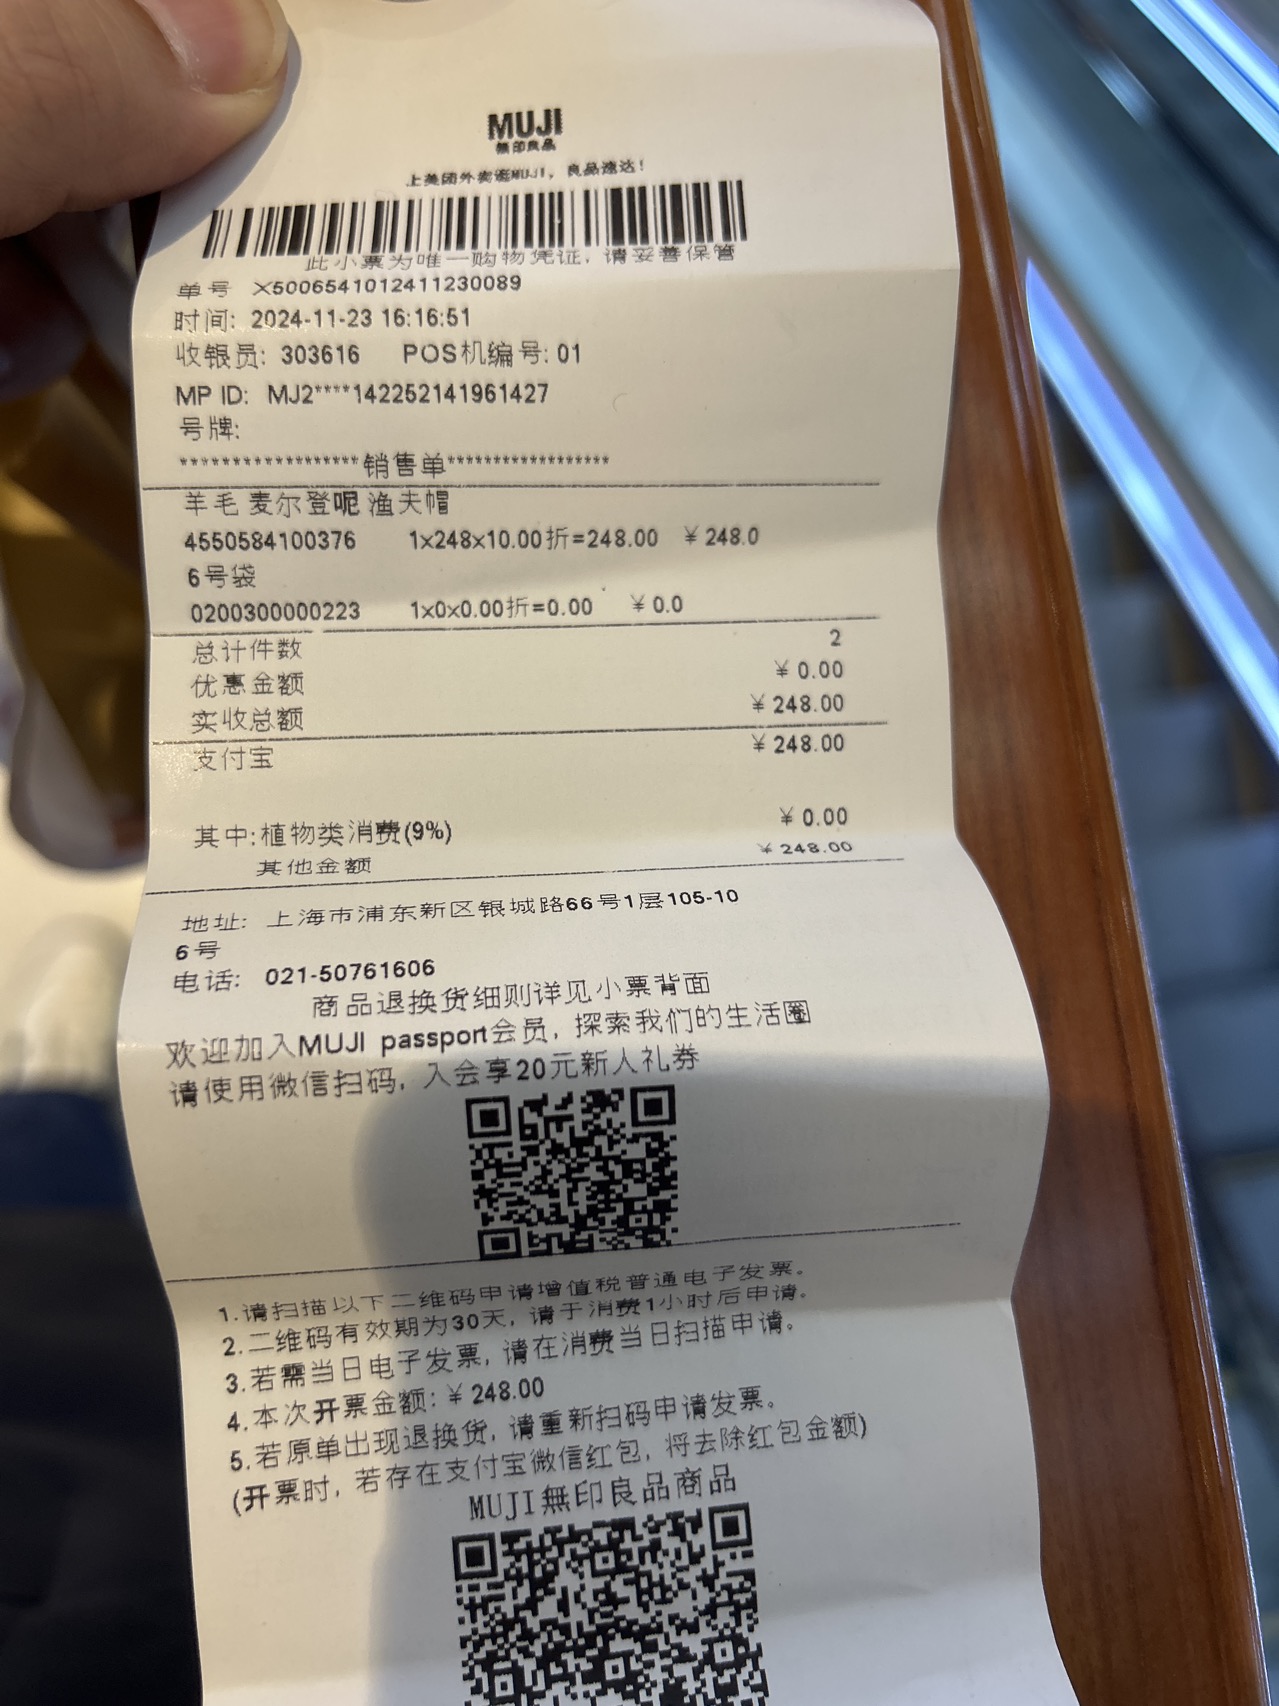 MUJI
無印良品
上美团外卖逛MUJI，良品速达！
此小票为唯一购物凭证，请妥善保管
单号 X5006541012411230089
时间: 2024-11-23 16:16:51
收银员: 303616 POS机编号: 01
MP ID: MJ2****142252141961427
号牌:
******************销售单******************
羊毛 麦尔登呢 渔夫帽
4550584100376 1x248x10.00折=248.00 ￥248.0
6号袋
0200300000223 1x0x0.00折=0.00 ￥0.0
总计件数 2
优惠金额 ￥0.00
实收总额 ￥248.00
支付宝 ￥248.00
其中:植物类消费(9%) ￥0.00
其他金额 ￥248.00
地址: 上海市浦东新区银城路66号1层105-10
6号
电话: 021-50761606
商品退换货细则详见小票背面
欢迎加入MUJI passport会员，探索我们的生活圈
请使用微信扫码，入会享20元新人礼券
1.请扫描以下二维码申请增值税普通电子发票。
2.二维码有效期为30天，请于消费1小时后申请。
3.若需当日电子发票，请在消费当日扫描申请。
4.本次开票金额:￥248.00
5.若原单出现退换货，请重新扫码申请发票。
(开票时，若存在支付宝微信红包，将去除红包金额)
MUJI無印良品商品